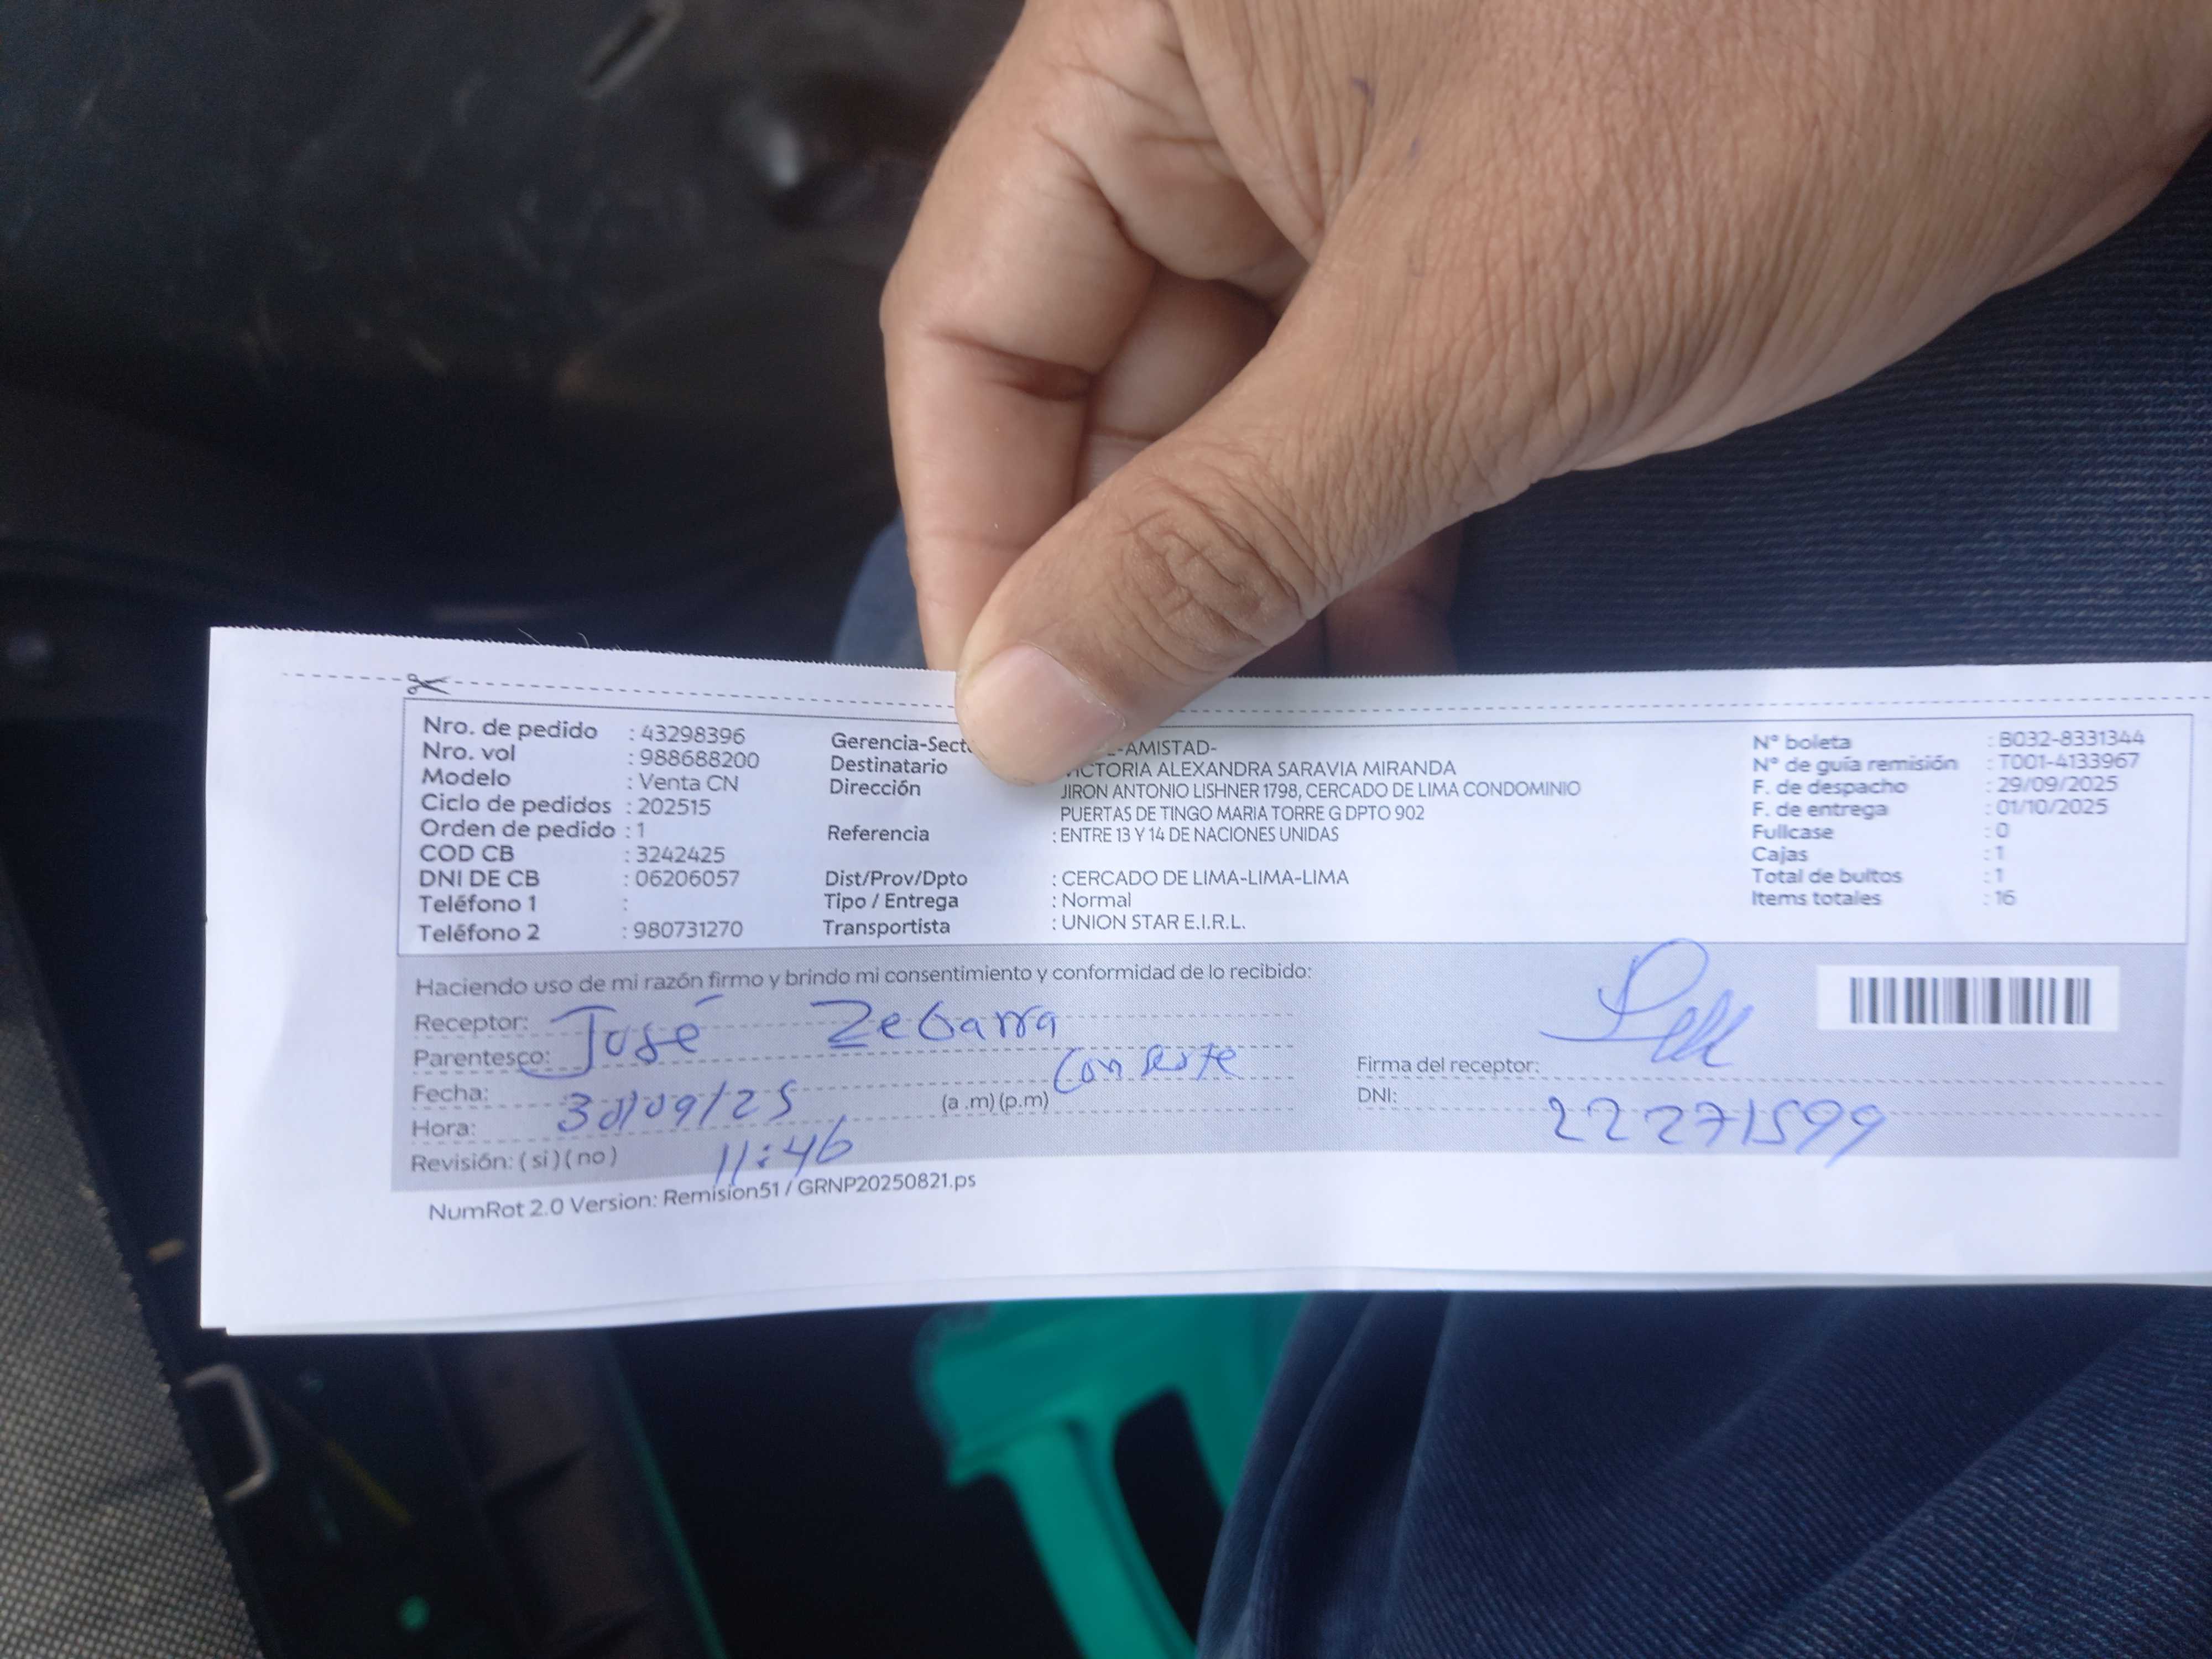 Nro. de pedido : 43298396
Nro. vol : 988688200
Modelo : Venta CN
Ciclo de pedidos : 202515
Orden de pedido : 1
COD CB : 3242425
DNI DE CB : 06206057
Teléfono 1 :
Teléfono 2 : 980731270
Gerencia-Sect -AMISTAD-
Destinatario VICTORIA ALEXANDRA SARAVIA MIRANDA
Dirección JIRON ANTONIO LISHNER 1798, CERCADO DE LIMA CONDOMINIO
PUERTAS DE TINGO MARIA TORRE G DPTO 902
Referencia : ENTRE 13 Y 14 DE NACIONES UNIDAS
Dist/Prov/Dpto : CERCADO DE LIMA-LIMA-LIMA
Tipo / Entrega : Normal
Transportista : UNION STAR E.I.R.L.
N° boleta : B032-8331344
N° de guía remisión : T001-4133967
F. de despacho : 29/09/2025
F. de entrega : 01/10/2025
Fullcase : 0
Cajas : 1
Total de bultos : 1
Items totales : 16
Haciendo uso de mi razón firmo y brindo mi consentimiento y conformidad de lo recibido:
Receptor: José
Parentesco:
Fecha: 30/09/25
Hora: 11:46 (a .m) (p.m)
Revisión: ( si ) ( no )
Firma del receptor:
DNI: 22271599
NumRot 2.0 Version: Remision51 / GRNP20250821.ps